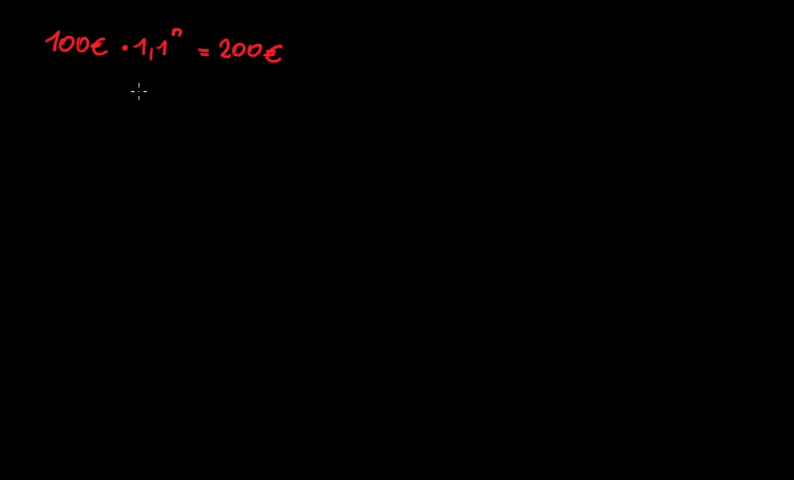 100€ · 1,1ⁿ = 200€